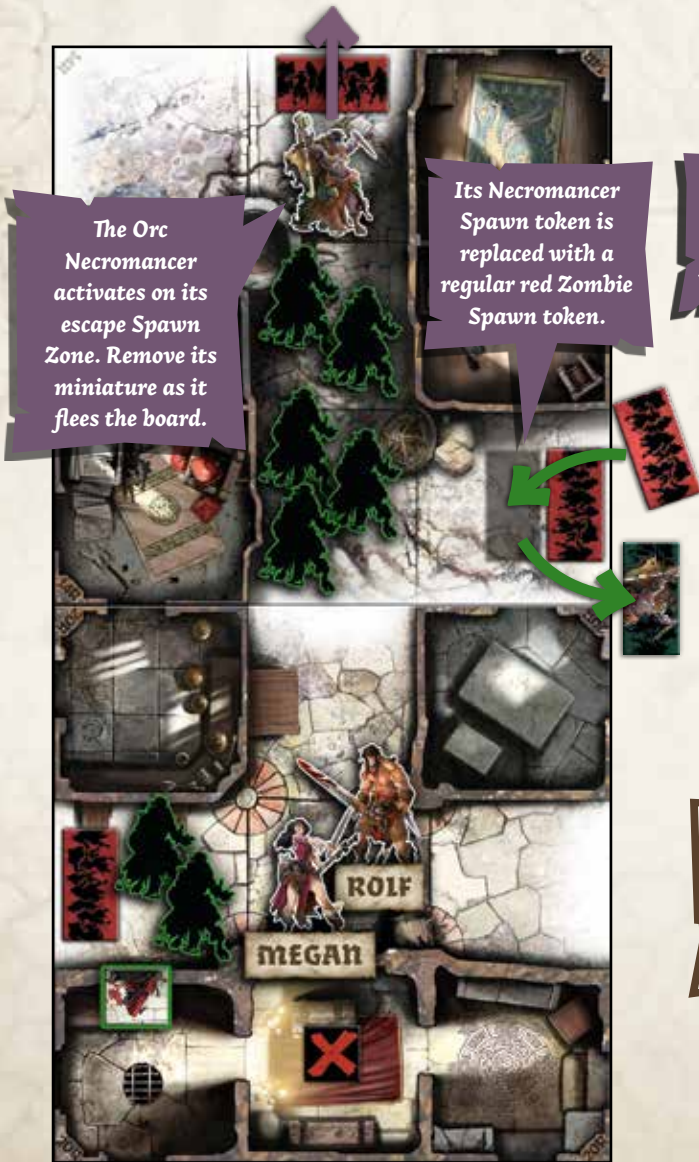 The Orc
Necromancer
activates on its
escape Spawn
Zone. Remove its
miniature as it
flees the board.
Its Necromancer
Spawn token is
replaced with a
regular red Zombie
Spawn token.
ROLF
MEGAN